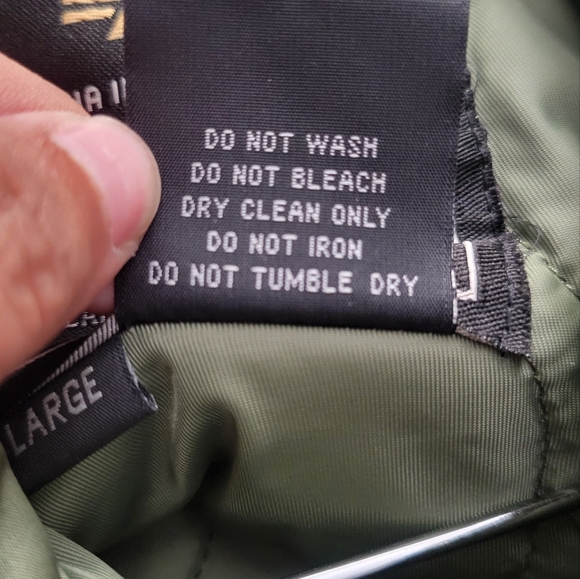 DO NOT WASH
DO NOT BLEACH
DRY CLEAN ONLY
DO NOT IRON
DO NOT TUMBLE DRY
LARGE